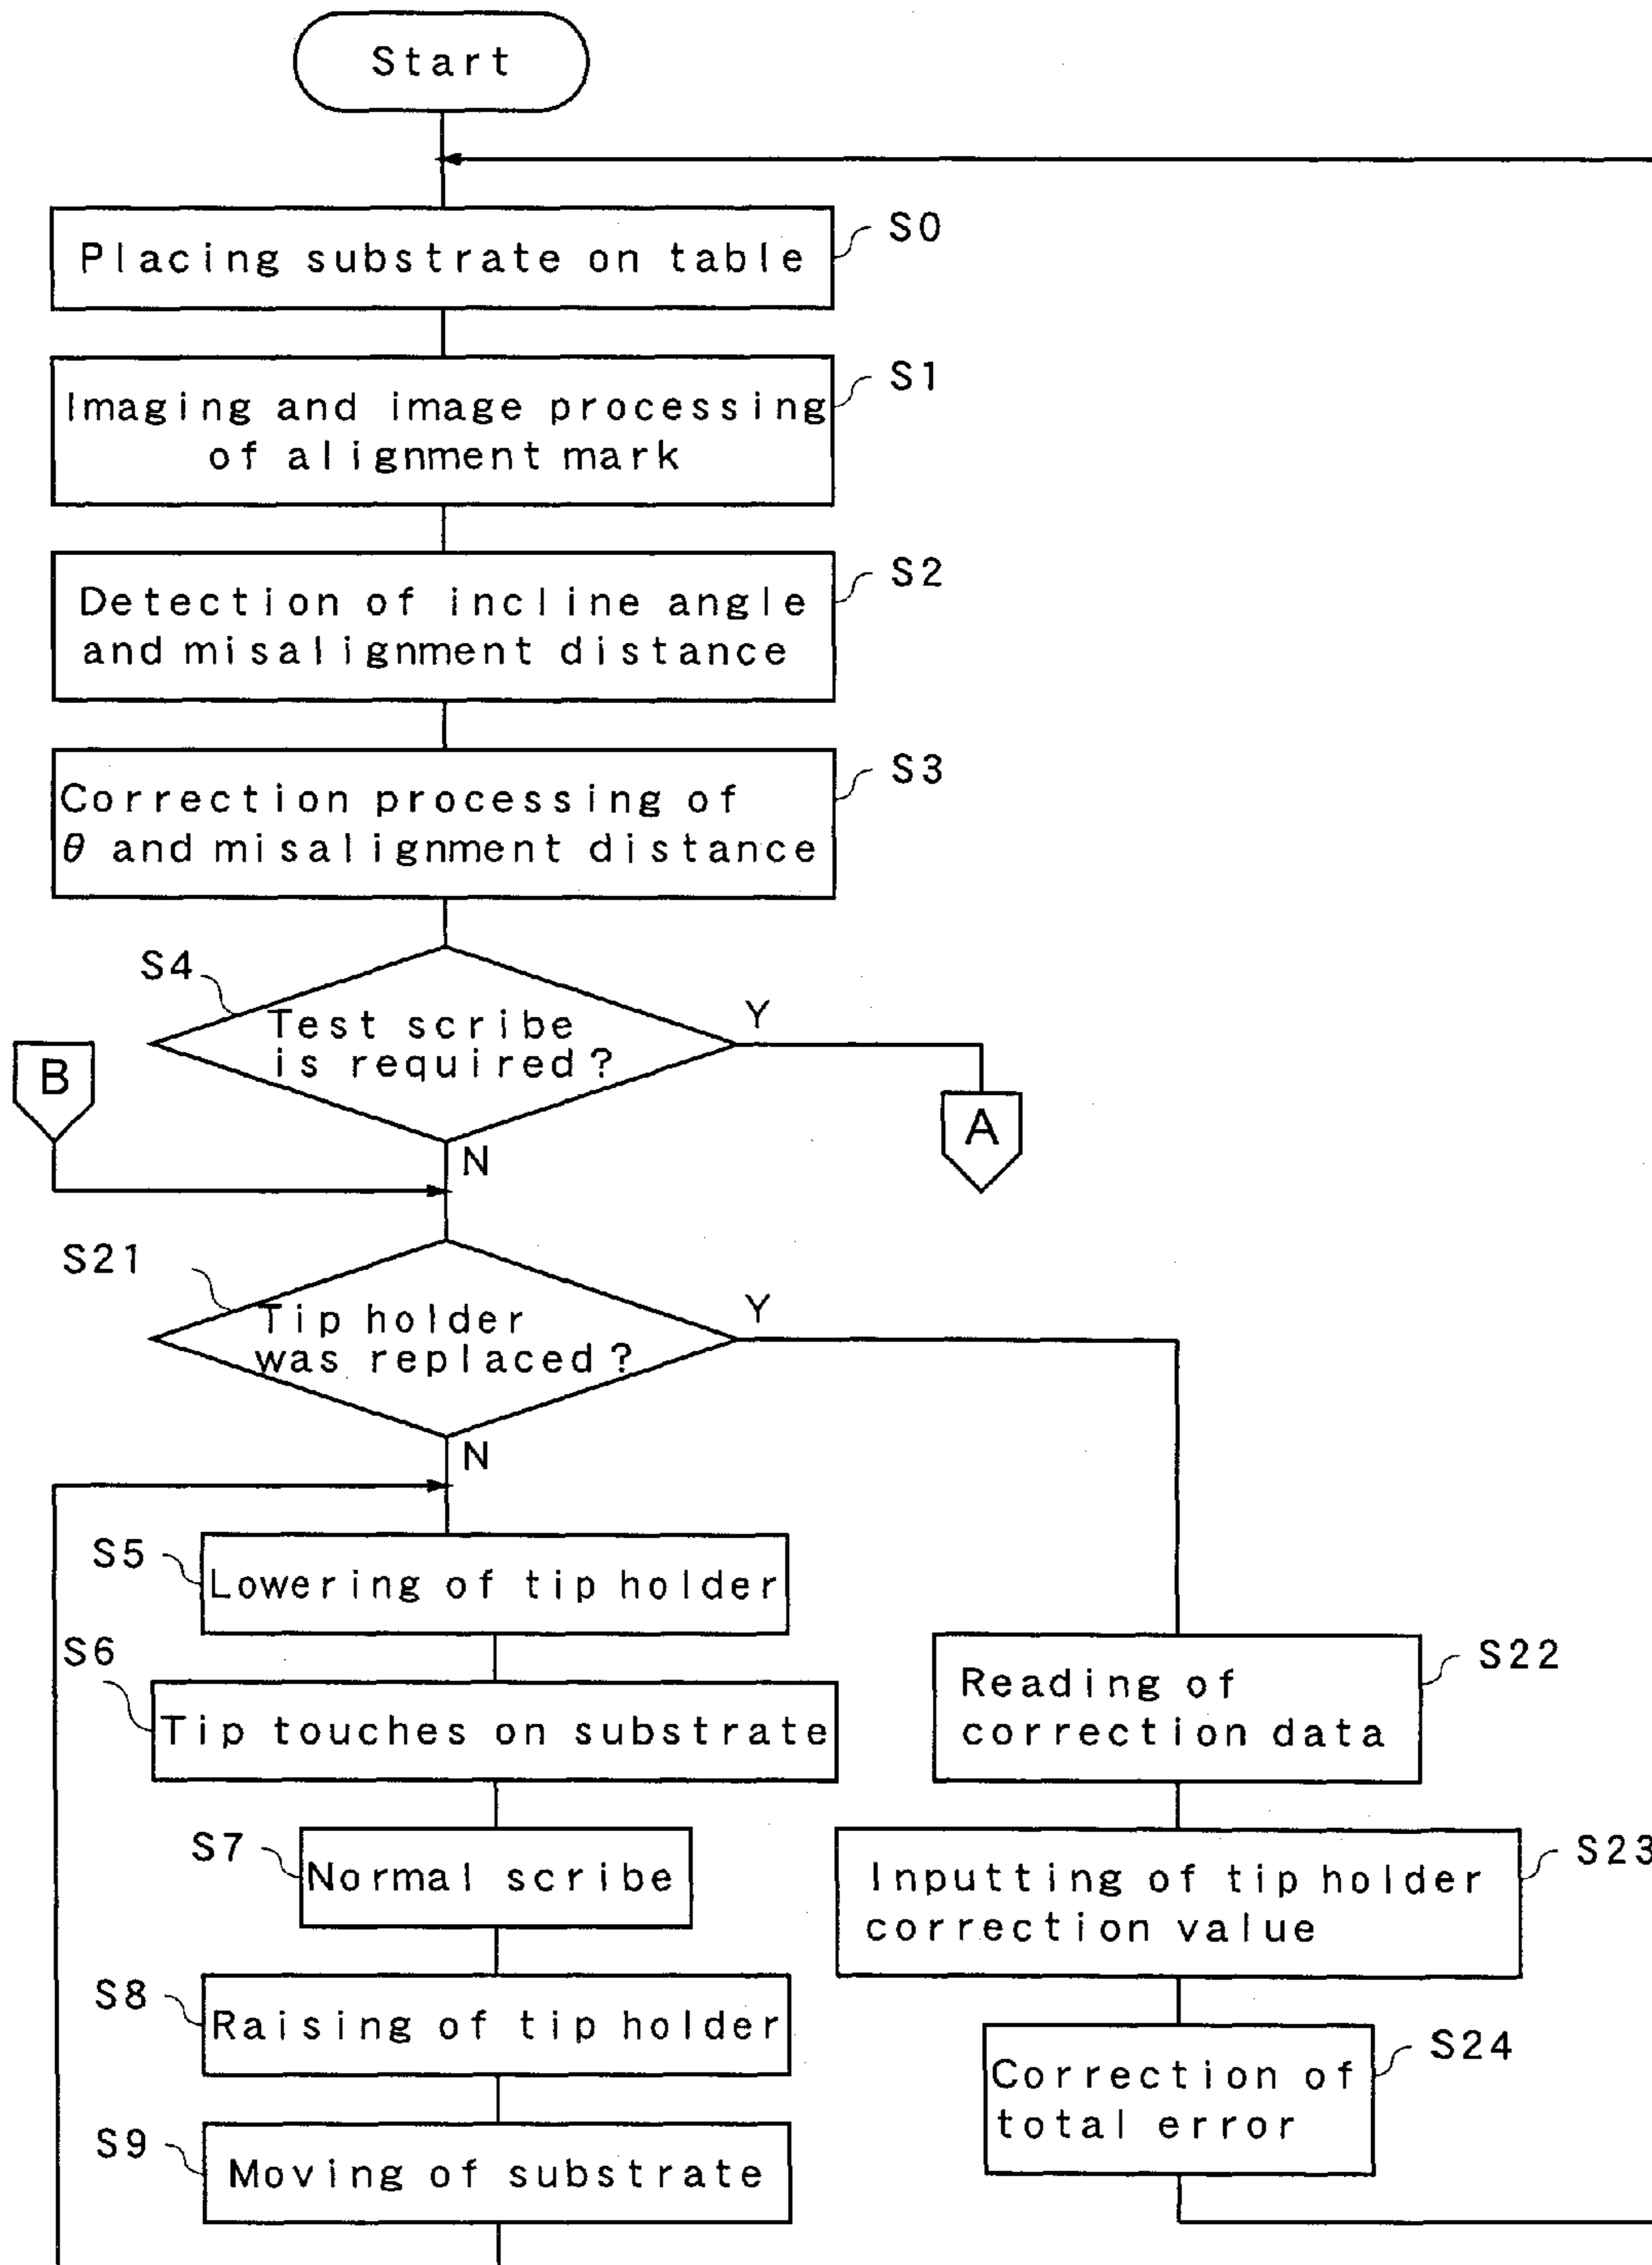 Start
S0
Placing substrate on table
S1
Imaging and image processing
of alignment mark
S2
Detection of incline angle
and misalignment distance
S3
Correction processing of
θ and misalignment distance
S4
Test scribe
is required?
Y
B
A
N
S21
Tip holder
was replaced?
Y
N
S5
Lowering of tip holder
S6
Tip touches on substrate
S22
Reading of
correction data
S7
Normal scribe
S23
Inputting of tip holder
correction value
S8
Raising of tip holder
S24
Correction of
total error
S9
Moving of substrate